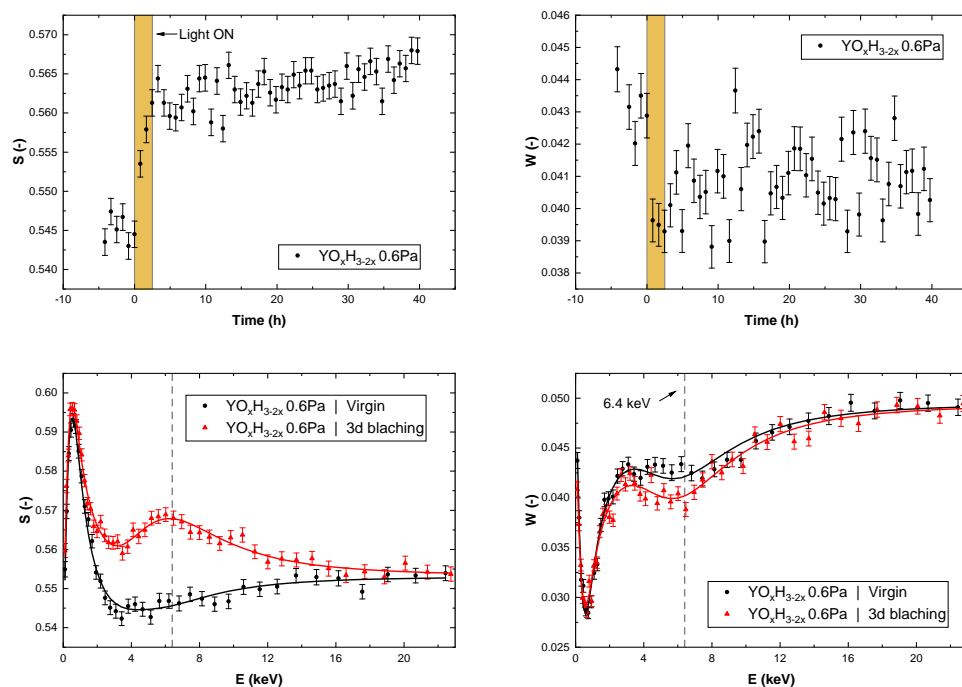 0.570
0.565
0.560
0.555
0.550
0.545
0.540
S (-)
Light ON
YOₓH₃₋₂ₓ 0.6Pa
-10 0 10 20 30 40
Time (h)
0.046
0.045
0.044
0.043
0.042
0.041
0.040
0.039
0.038
W (-)
YOₓH₃₋₂ₓ 0.6Pa
-10 0 10 20 30 40
Time (h)
0.60
0.59
0.58
0.57
0.56
0.55
0.54
S (-)
YOₓH₃₋₂ₓ 0.6Pa | Virgin
YOₓH₃₋₂ₓ 0.6Pa | 3d blaching
0 4 8 12 16 20
E (keV)
0.050
0.045
0.040
0.035
0.030
0.025
W (-)
6.4 keV
YOₓH₃₋₂ₓ 0.6Pa | Virgin
YOₓH₃₋₂ₓ 0.6Pa | 3d blaching
0 4 8 12 16 20
E (keV)